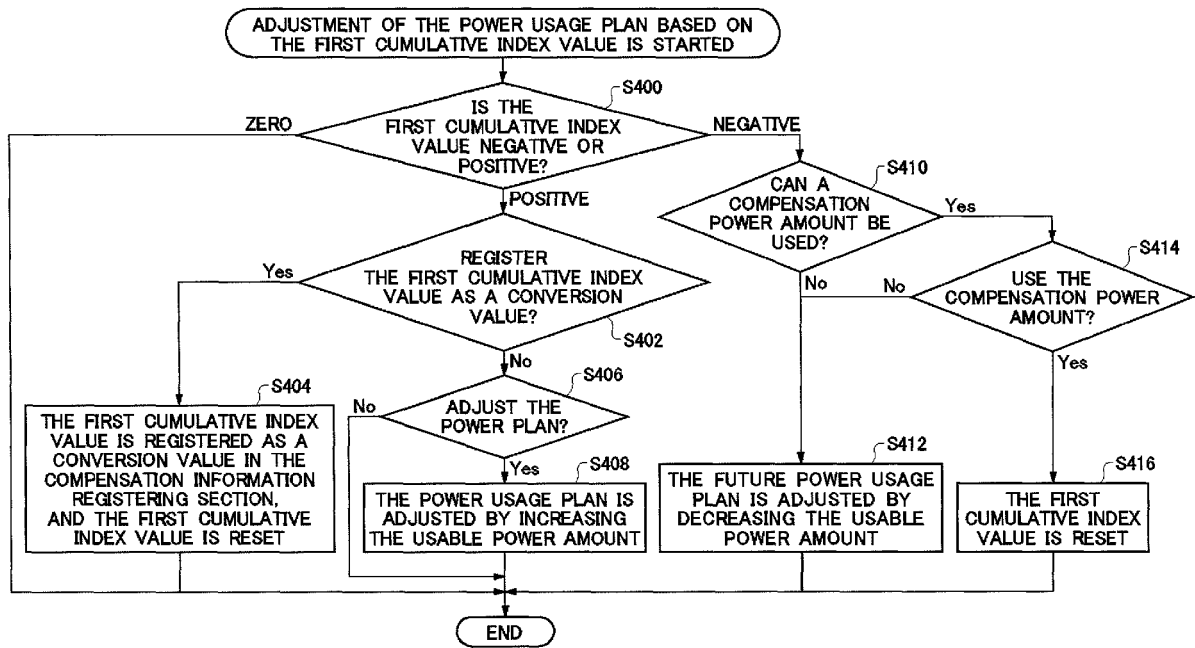 ADJUSTMENT OF THE POWER USAGE PLAN BASED ON
THE FIRST CUMULATIVE INDEX VALUE IS STARTED
S400
IS THE
FIRST CUMULATIVE INDEX
VALUE NEGATIVE OR
POSITIVE?
ZERO
NEGATIVE
POSITIVE
S410
CAN A
COMPENSATION
POWER AMOUNT BE
USED?
Yes
No
S414
USE THE
COMPENSATION POWER
AMOUNT?
No
Yes
REGISTER
THE FIRST CUMULATIVE INDEX
VALUE AS A CONVERSION
VALUE?
Yes
S402
No
S406
ADJUST THE
POWER PLAN?
No
Yes
S404
THE FIRST CUMULATIVE INDEX
VALUE IS REGISTERED AS A
CONVERSION VALUE IN THE
COMPENSATION INFORMATION
REGISTERING SECTION,
AND THE FIRST CUMULATIVE
INDEX VALUE IS RESET
S408
THE POWER USAGE PLAN IS
ADJUSTED BY INCREASING
THE USABLE POWER AMOUNT
S412
THE FUTURE POWER USAGE
PLAN IS ADJUSTED BY
DECREASING THE USABLE
POWER AMOUNT
S416
THE FIRST
CUMULATIVE INDEX
VALUE IS RESET
END